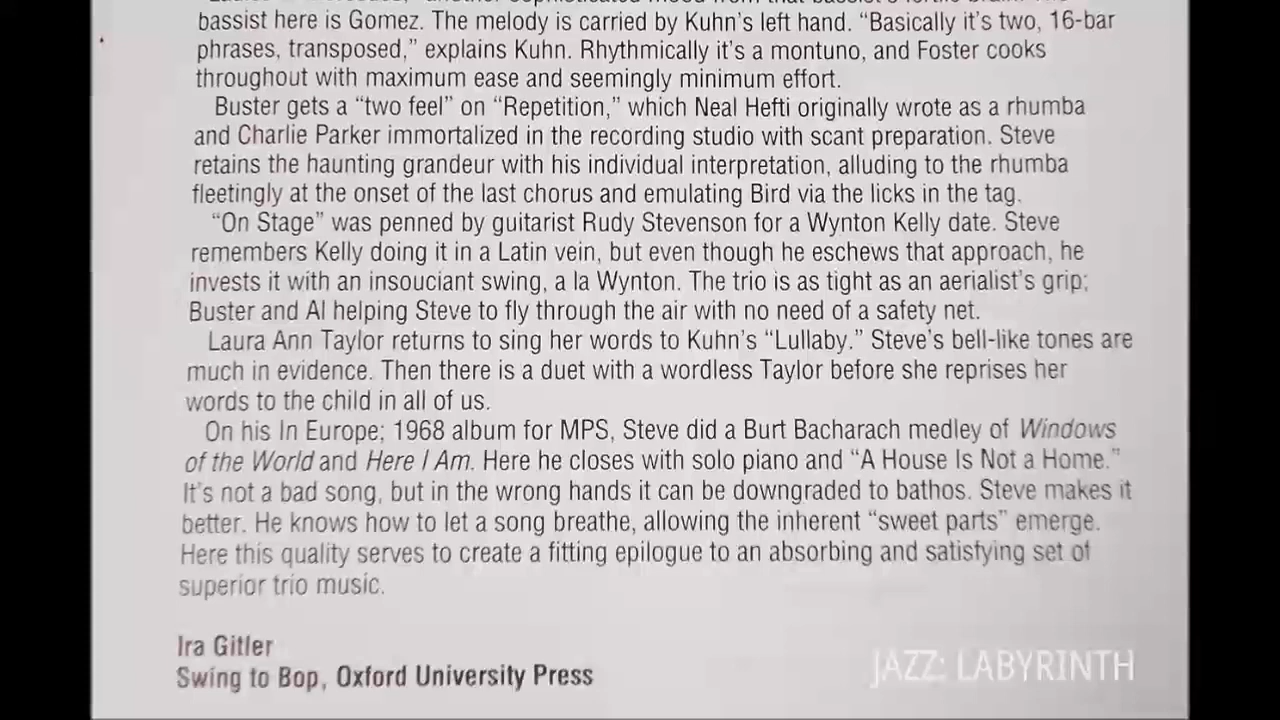 bassist here is Gomez. The melody is carried by Kuhn's left hand. “Basically it's two, 16-bar
phrases, transposed,” explains Kuhn. Rhythmically it's a montuno, and Foster cooks
throughout with maximum ease and seemingly minimum effort.
Buster gets a “two feel” on “Repetition,” which Neal Hefti originally wrote as a rhumba
and Charlie Parker immortalized in the recording studio with scant preparation. Steve
retains the haunting grandeur with his individual interpretation, alluding to the rhumba
fleetingly at the onset of the last chorus and emulating Bird via the licks in the tag.
“On Stage” was penned by guitarist Rudy Stevenson for a Wynton Kelly date. Steve
remembers Kelly doing it in a Latin vein, but even though he eschews that approach, he
invests it with an insouciant swing, a la Wynton. The trio is as tight as an aerialist's grip;
Buster and Al helping Steve to fly through the air with no need of a safety net.
Laura Ann Taylor returns to sing her words to Kuhn's “Lullaby.” Steve's bell-like tones are
much in evidence. Then there is a duet with a wordless Taylor before she reprises her
words to the child in all of us.
On his In Europe; 1968 album for MPS, Steve did a Burt Bacharach medley of Windows
of the World and Here I Am. Here he closes with solo piano and “A House Is Not a Home.”
It's not a bad song, but in the wrong hands it can be downgraded to bathos. Steve makes it
better. He knows how to let a song breathe, allowing the inherent “sweet parts” emerge.
Here this quality serves to create a fitting epilogue to an absorbing and satisfying set of
superior trio music.
Ira Gitler
Swing to Bop, Oxford University Press
JAZZ: LABYRINTH